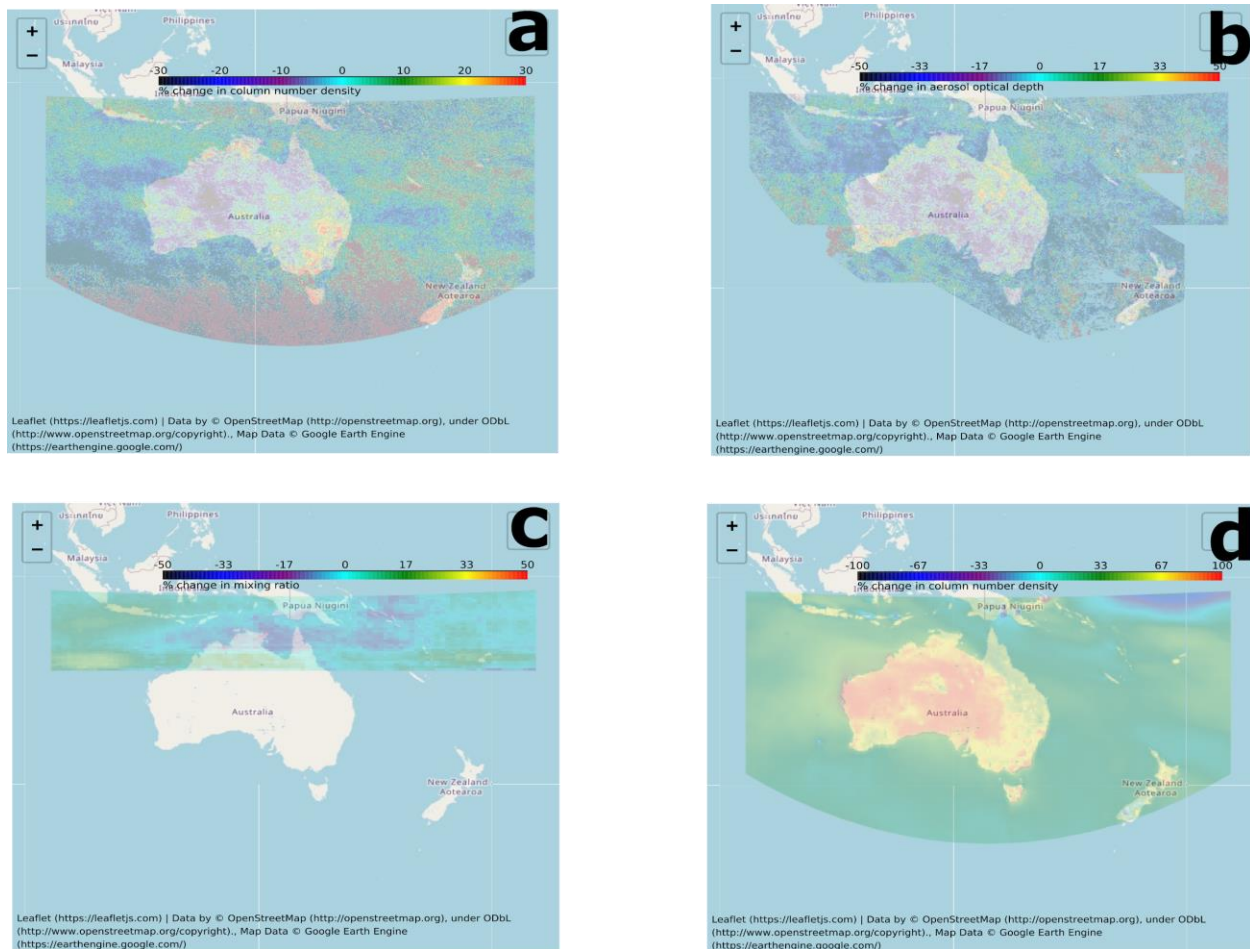 Philippines
a
+
−
Malaysia
-30 -20 -10 0 10 20 30
% change in column number density
Papua Niugini
Australia
New Zealand
Aotearoa
Leaflet (https://leafletjs.com) | Data by © OpenStreetMap (http://openstreetmap.org), under ODbL
(http://www.openstreetmap.org/copyright)., Map Data © Google Earth Engine
(https://earthengine.google.com/)
Philippines
b
+
−
Malaysia
-50 -33 -17 0 17 33 50
% change in aerosol optical depth
Papua Niugini
Australia
New Zealand
Aotearoa
Leaflet (https://leafletjs.com) | Data by © OpenStreetMap (http://openstreetmap.org), under ODbL
(http://www.openstreetmap.org/copyright)., Map Data © Google Earth Engine
(https://earthengine.google.com/)
Philippines
c
+
−
Malaysia
-50 -33 -17 0 17 33 50
% change in mixing ratio
Papua Niugini
Australia
New Zealand
Aotearoa
Leaflet (https://leafletjs.com) | Data by © OpenStreetMap (http://openstreetmap.org), under ODbL
(http://www.openstreetmap.org/copyright)., Map Data © Google Earth Engine
(https://earthengine.google.com/)
Philippines
d
+
−
Malaysia
-100 -67 -33 0 33 67 100
% change in column number density
Papua Niugini
Australia
New Zealand
Aotearoa
Leaflet (https://leafletjs.com) | Data by © OpenStreetMap (http://openstreetmap.org), under ODbL
(http://www.openstreetmap.org/copyright)., Map Data © Google Earth Engine
(https://earthengine.google.com/)